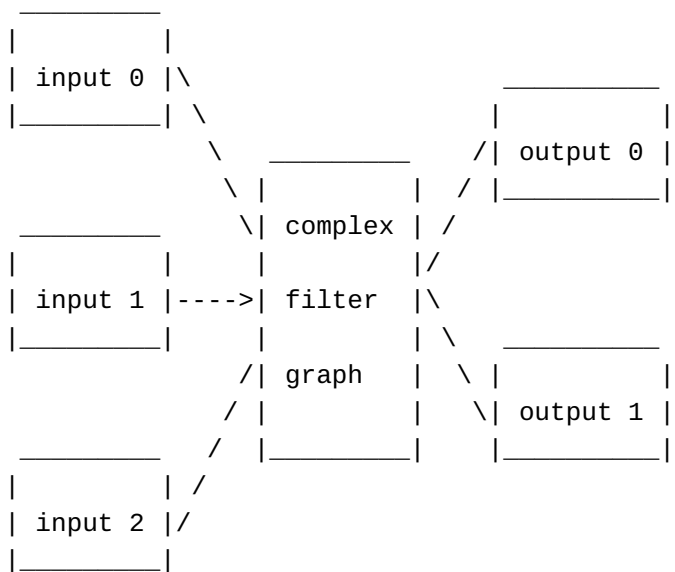 input 0
output 0
complex
input 1
filter
graph
output 1
input 2